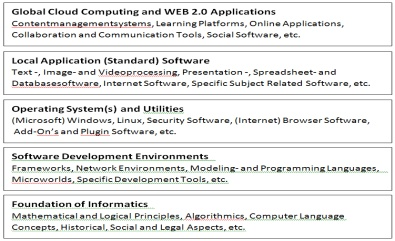 Global Cloud Computing and WEB 2.0 Applications
Contentmanagementsystems, Learning Platforms, Online Applications,
Collaboration and Communication Tools, Social Software, etc.
Local Application (Standard) Software
Text -, Image- and Videoprocessing, Presentation -, Spreadsheet- and
Databasesoftware, Internet Software, Specific Subject Related Software, etc.
Operating System(s) and Utilities
(Microsoft) Windows, Linux, Security Software, (Internet) Browser Software,
Add-On's and Plugin Software, etc.
Software Development Environments
Frameworks, Network Environments, Modeling- and Programming Languages,
Microworlds, Specific Development Tools, etc.
Foundation of Informatics
Mathematical and Logical Principles, Algorithmics, Computer Language
Concepts, Historical, Social and Legal Aspects, etc.